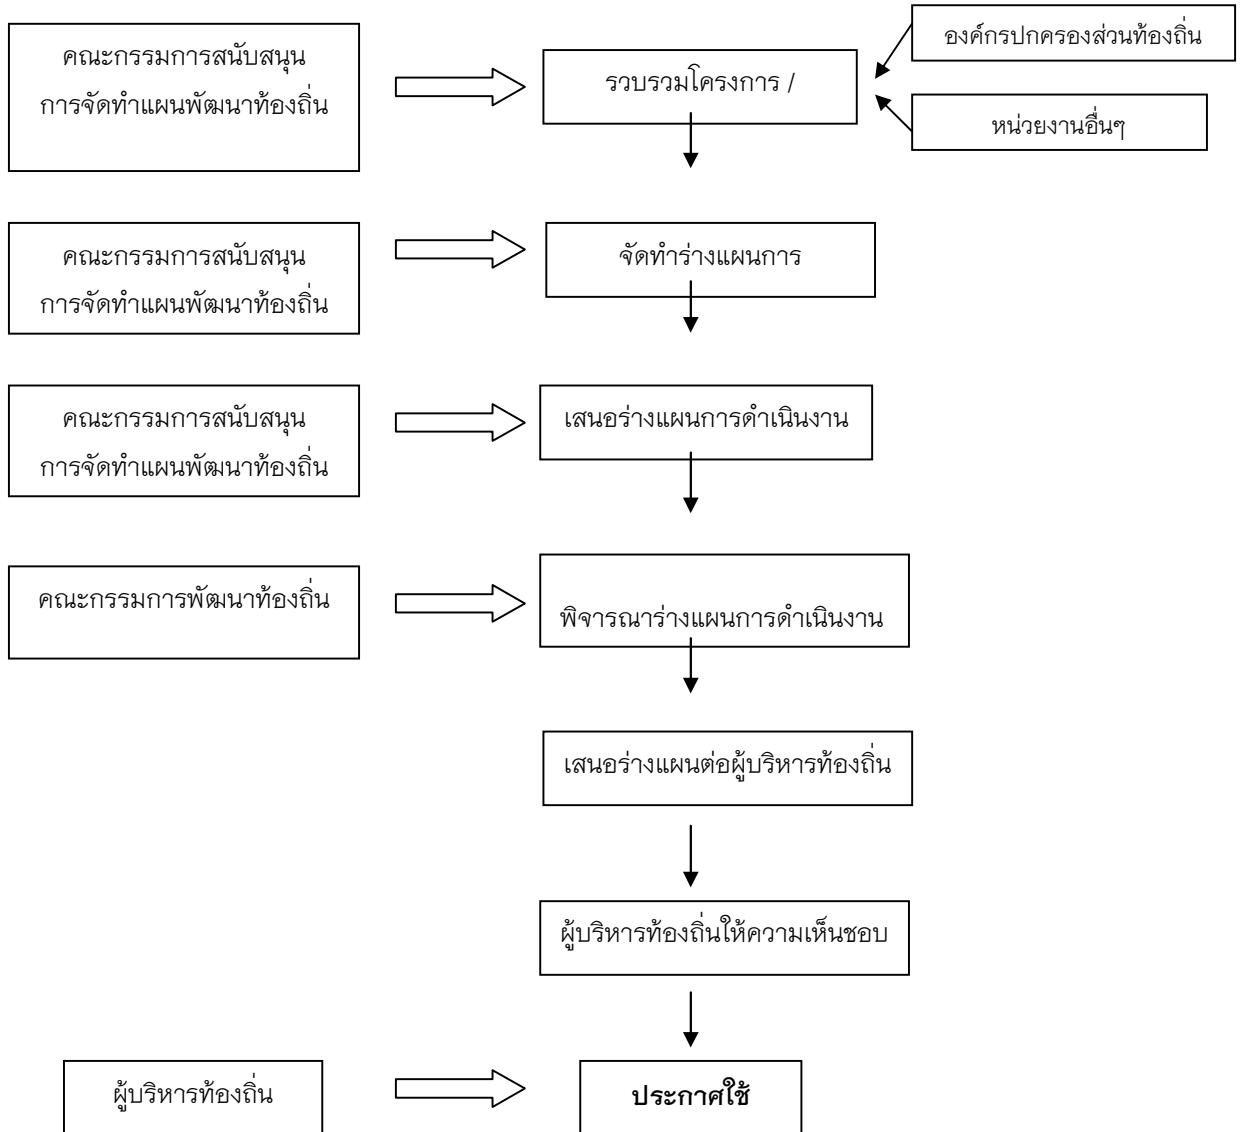 คณะกรรมการสนับสนุน
การจัดทำแผนพัฒนาท้องถิ่น
รวบรวมโครงการ /
องค์กรปกครองส่วนท้องถิ่น
หน่วยงานอื่นๆ
คณะกรรมการสนับสนุน
การจัดทำแผนพัฒนาท้องถิ่น
จัดทำร่างแผนการ
คณะกรรมการสนับสนุน
การจัดทำแผนพัฒนาท้องถิ่น
เสนอร่างแผนการดำเนินงาน
คณะกรรมการพัฒนาท้องถิ่น
พิจารณาร่างแผนการดำเนินงาน
เสนอร่างแผนต่อผู้บริหารท้องถิ่น
ผู้บริหารท้องถิ่นให้ความเห็นชอบ
ผู้บริหารท้องถิ่น
ประกาศใช้